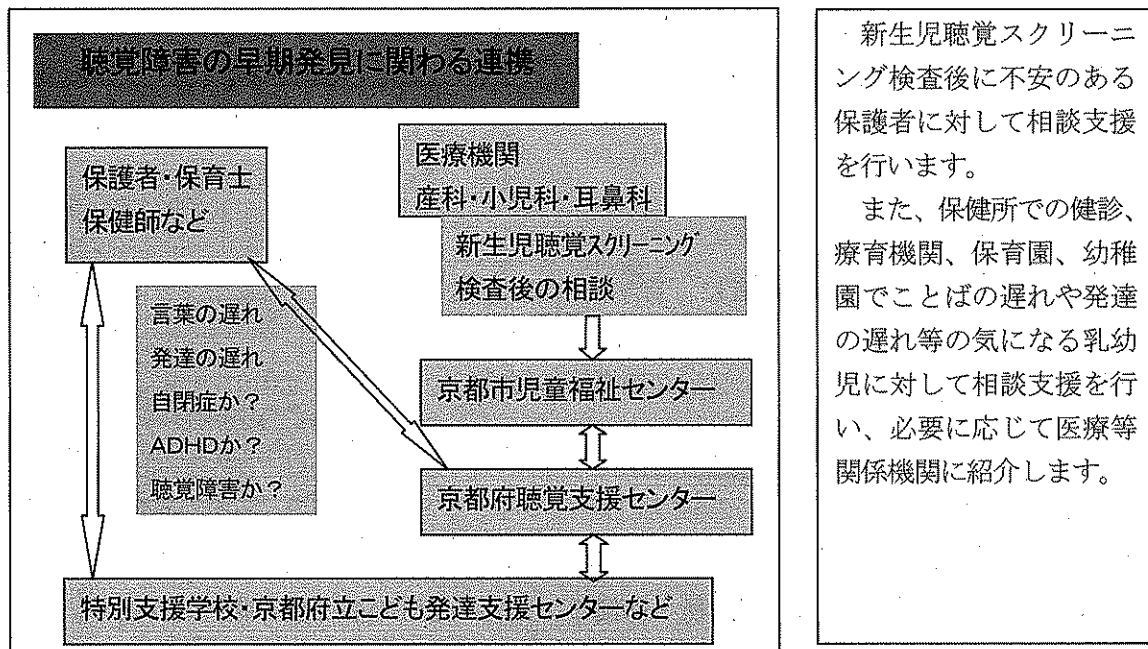 聴覚障害の早期発見に関わる連携
保護者・保育士
保健師など
医療機関
産科・小児科・耳鼻科
新生児聴覚スクリーニング
検査後の相談
言葉の遅れ
発達の遅れ
自閉症か？
ADHDか？
聴覚障害か？
京都市児童福祉センター
京都府聴覚支援センター
特別支援学校・京都府立こども発達支援センターなど
新生児聴覚スクリーニ
ング検査後に不安のある
保護者に対して相談支援
を行います。
また、保健所での健診、
療育機関、保育園、幼稚
園でことばの遅れや発達
の遅れ等の気になる乳幼
児に対して相談支援を行
い、必要に応じて医療等
関係機関に紹介します。